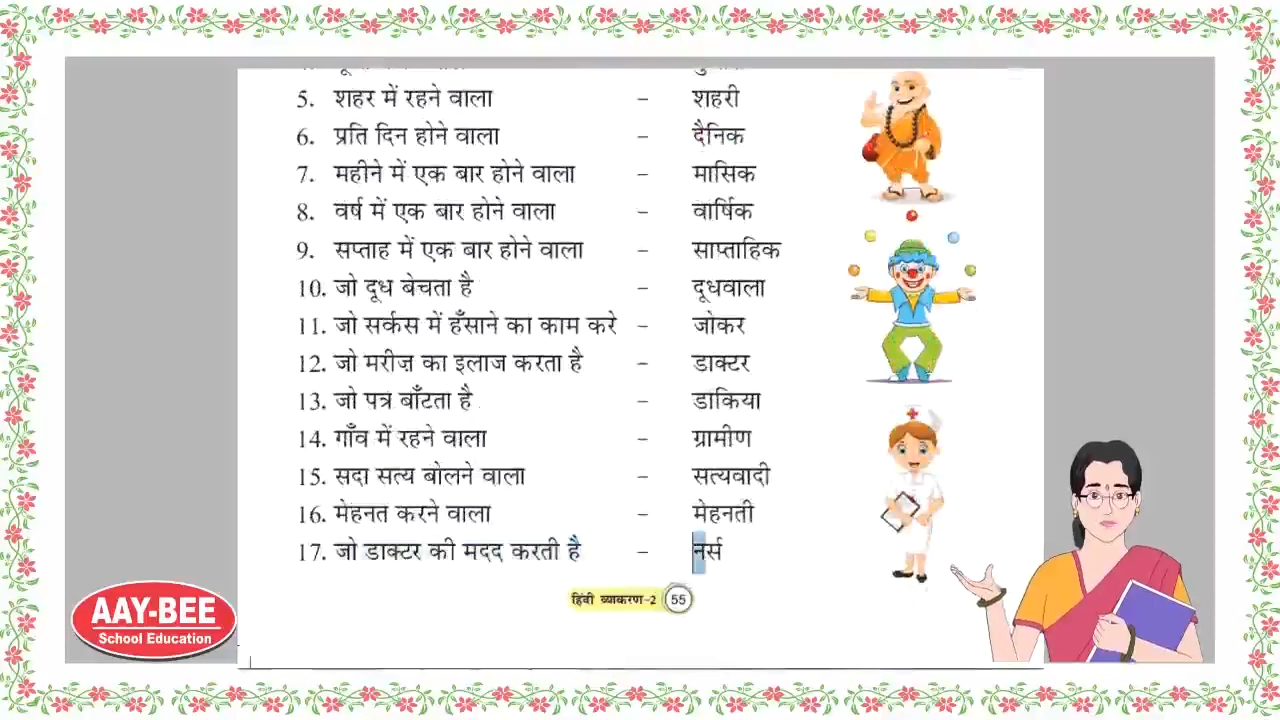 5. शहर में रहने वाला – शहरी
6. प्रति दिन होने वाला – दैनिक
7. महीने में एक बार होने वाला – मासिक
8. वर्ष में एक बार होने वाला – वार्षिक
9. सप्ताह में एक बार होने वाला – साप्ताहिक
10. जो दूध बेचता है – दूधवाला
11. जो सर्कस में हँसाने का काम करे – जोकर
12. जो मरीज़ का इलाज करता है – डाक्टर
13. जो पत्र बाँटता है – डाकिया
14. गाँव में रहने वाला – ग्रामीण
15. सदा सत्य बोलने वाला – सत्यवादी
16. मेहनत करने वाला – मेहनती
17. जो डाक्टर की मदद करती है – नर्स
हिंदी व्याकरण-2 55
AAY-BEE
School Education